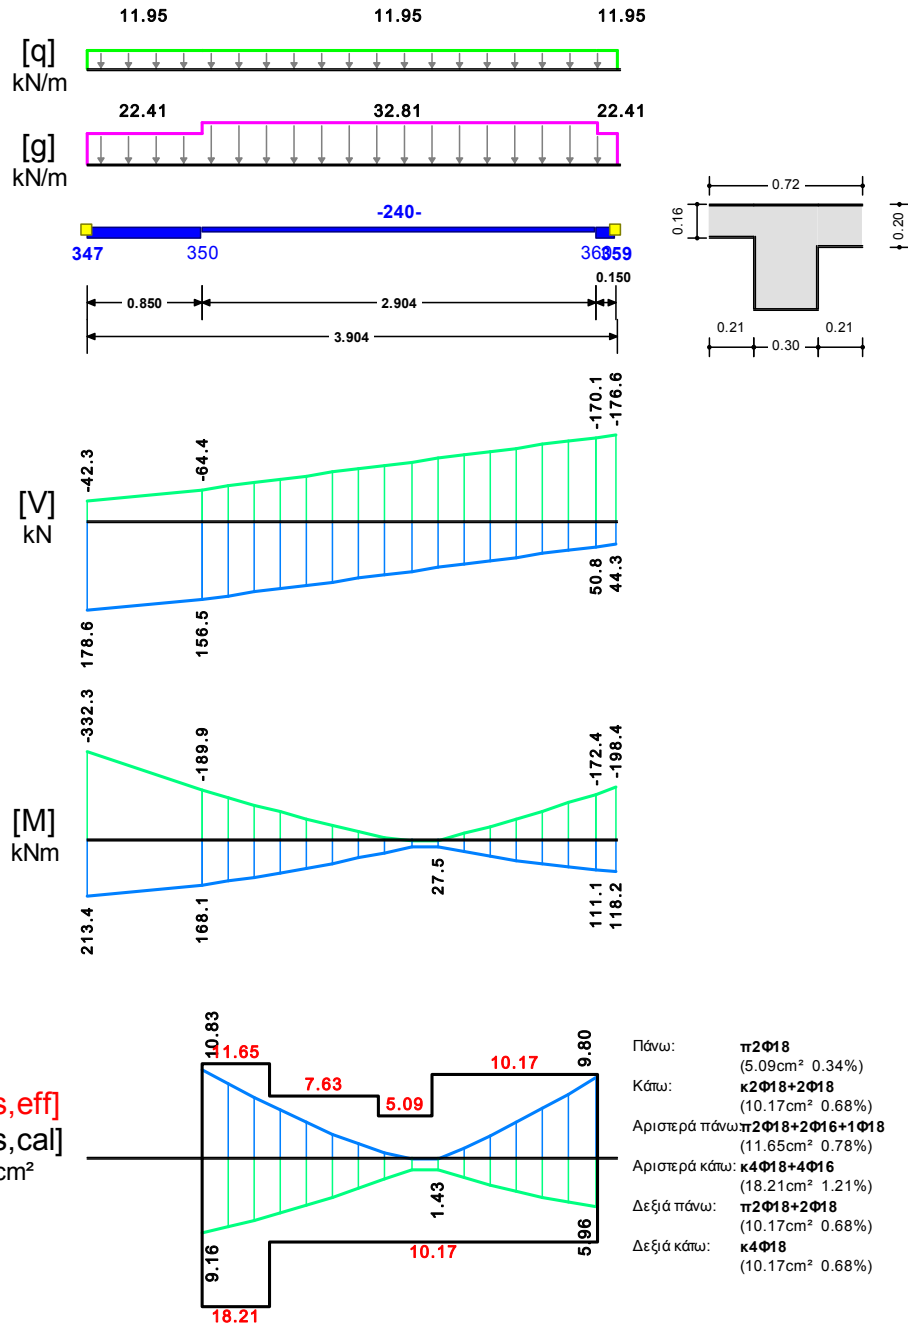 11.95 11.95 11.95
[q]
kN/m
22.41 32.81 22.41
[g]
kN/m
-240-
347 350 360 359
0.850 2.904 0.150
3.904
0.72
0.16 0.20
0.21 0.30 0.21
-42.3 -64.4 -170.1 -176.6
[V]
kN
178.6 156.5 50.8 44.3
-332.3 -189.9 -172.4 -198.4
[M]
kNm
213.4 168.1 27.5 111.1 118.2
10.83 11.65 7.63 5.09 10.17 9.80
s,eff]
s,cal]
cm²
9.16 18.21 1.43 10.17 5.96
Πάνω: π2Φ18
(5.09cm² 0.34%)
Κάτω: κ2Φ18+2Φ18
(10.17cm² 0.68%)
Αριστερά πάνω: π2Φ18+2Φ16+1Φ18
(11.65cm² 0.78%)
Αριστερά κάτω: κ4Φ18+4Φ16
(18.21cm² 1.21%)
Δεξιά πάνω: π2Φ18+2Φ18
(10.17cm² 0.68%)
Δεξιά κάτω: κ4Φ18
(10.17cm² 0.68%)